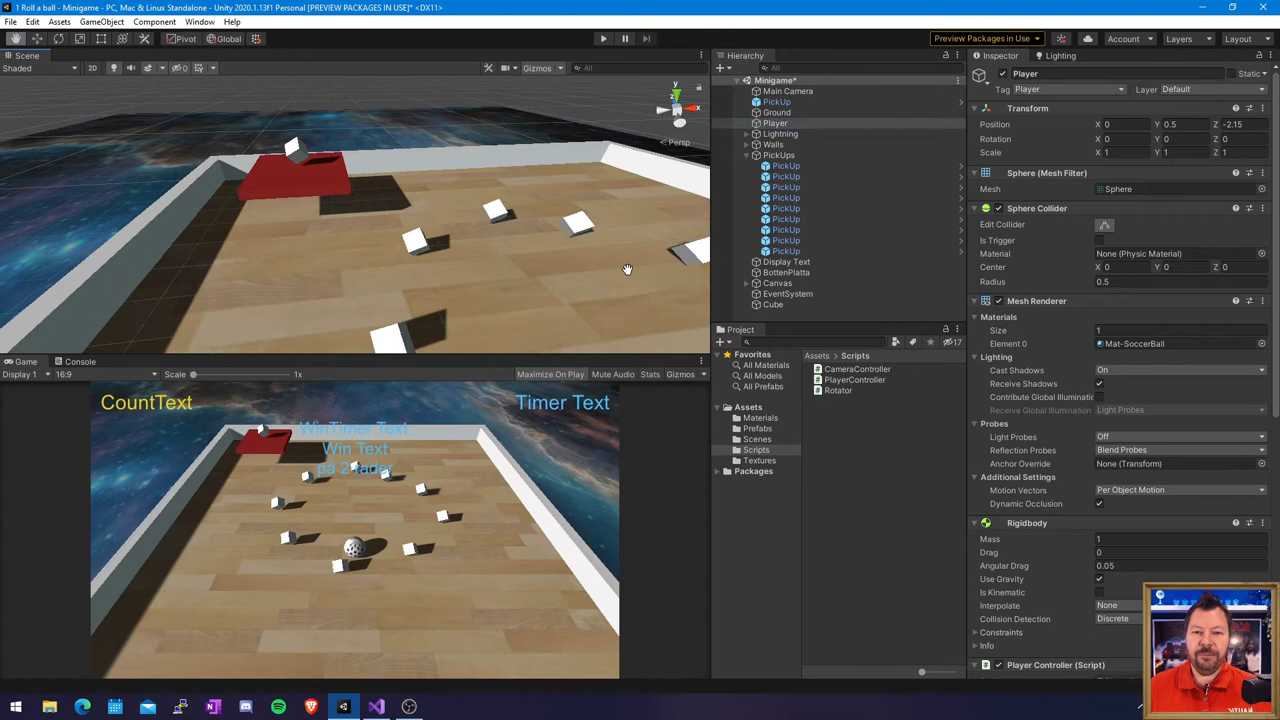 1 Roll a ball - Minigame - PC, Mac & Linux Standalone - Unity 2020.1.13f1 Personal [PREVIEW PACKAGES IN USE]* <DX11>
File Edit Assets GameObject Component Window Help
Pivot Global Preview Packages in Use Account Layers Layout
Scene
Shaded 2D 0 Gizmos All
y
x
z
Persp
Game Console
Display 1 16:9 Scale 1x Maximize On Play Mute Audio Stats Gizmos
CountText Timer Text
WinTimer Text
Win Text
på 2 rader
Hierarchy
All
Minigame*
Main Camera
PickUp
Ground
Player
Lightning
Walls
PickUps
PickUp
PickUp
PickUp
PickUp
PickUp
PickUp
PickUp
PickUp
PickUp
Display Text
BottenPlatta
Canvas
EventSystem
Cube
Project
17
Favorites
All Materials
All Models
All Prefabs
Assets
Materials
Prefabs
Scenes
Scripts
Textures
Packages
Assets > Scripts
CameraController
PlayerController
Rotator
Inspector Lighting
Player Static
Tag Player Layer Default
Transform
Position X 0 Y 0.5 Z -2.15
Rotation X 0 Y 0 Z 0
Scale X 1 Y 1 Z 1
Sphere (Mesh Filter)
Mesh Sphere
Sphere Collider
Edit Collider
Is Trigger
Material None (Physic Material)
Center X 0 Y 0 Z 0
Radius 0.5
Mesh Renderer
Materials
Size 1
Element 0 Mat-SoccerBall
Lighting
Cast Shadows On
Receive Shadows
Contribute Global Illuminatic
Receive Global Illumination Light Probes
Probes
Light Probes Off
Reflection Probes Blend Probes
Anchor Override None (Transform)
Additional Settings
Motion Vectors Per Object Motion
Dynamic Occlusion
Rigidbody
Mass 1
Drag 0
Angular Drag 0.05
Use Gravity
Is Kinematic
Interpolate None
Collision Detection Discrete
Constraints
Info
Player Controller (Script)